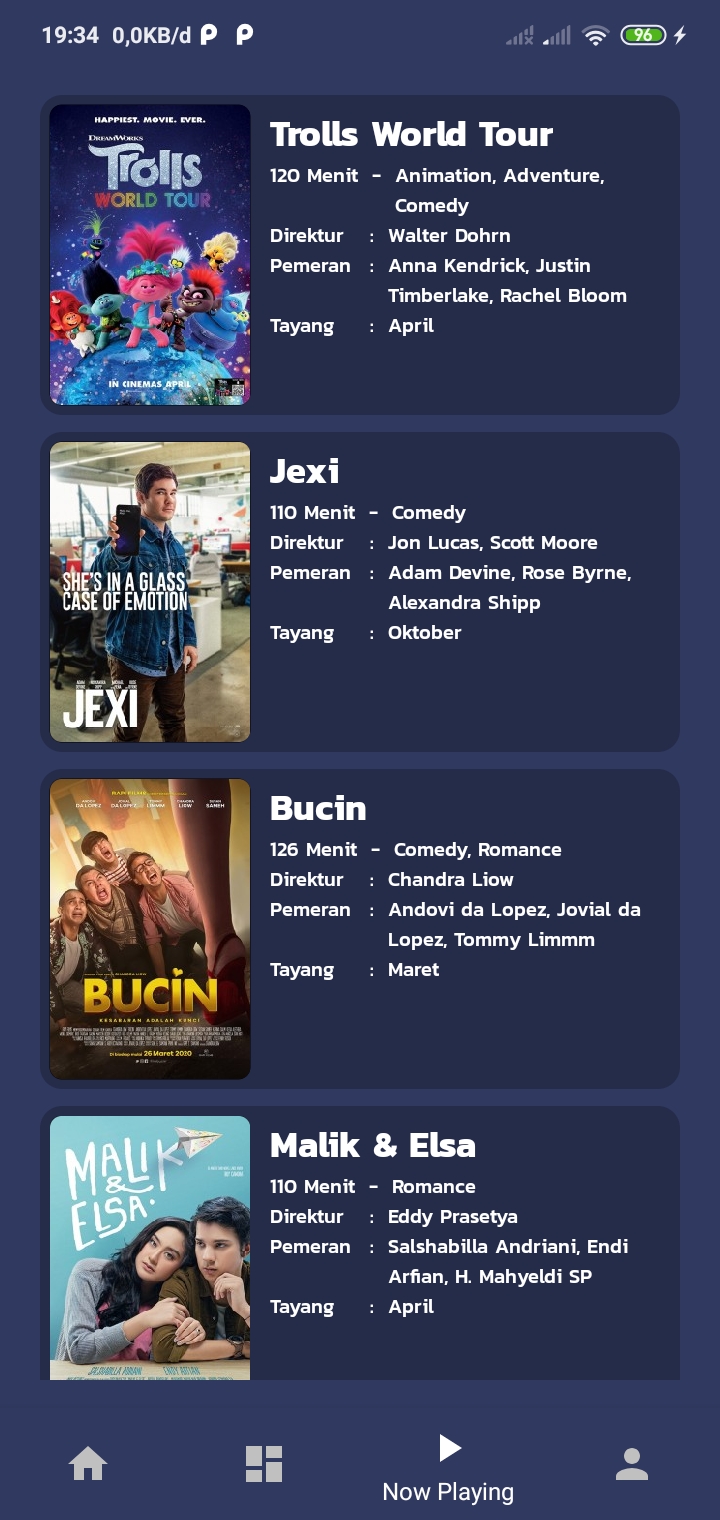 19:34 0,0KB/d
96
HAPPIEST. MOVIE. EVER.
DREAMWORKS
Trolls
WORLD TOUR
IN CINEMAS APRIL
Trolls World Tour
120 Menit - Animation, Adventure,
Comedy
Direktur : Walter Dohrn
Pemeran : Anna Kendrick, Justin
Timberlake, Rachel Bloom
Tayang : April
SHE'S IN A GLASS
CASE OF EMOTION
JEXI
Jexi
110 Menit - Comedy
Direktur : Jon Lucas, Scott Moore
Pemeran : Adam Devine, Rose Byrne,
Alexandra Shipp
Tayang : Oktober
BUCIN
KESABARAN ADALAH KUNCI
Di bioskop mulai 26 Maret 2020
Bucin
126 Menit - Comedy, Romance
Direktur : Chandra Liow
Pemeran : Andovi da Lopez, Jovial da
Lopez, Tommy Limmm
Tayang : Maret
MALIK
&
ELSA
Malik & Elsa
110 Menit - Romance
Direktur : Eddy Prasetya
Pemeran : Salshabilla Andriani, Endi
Arfian, H. Mahyeldi SP
Tayang : April
Now Playing